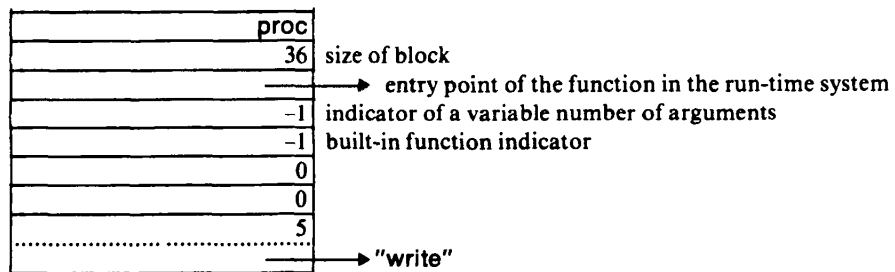 proc
36 size of block
entry point of the function in the run-time system
-1 indicator of a variable number of arguments
-1 built-in function indicator
0
0
5
"write"